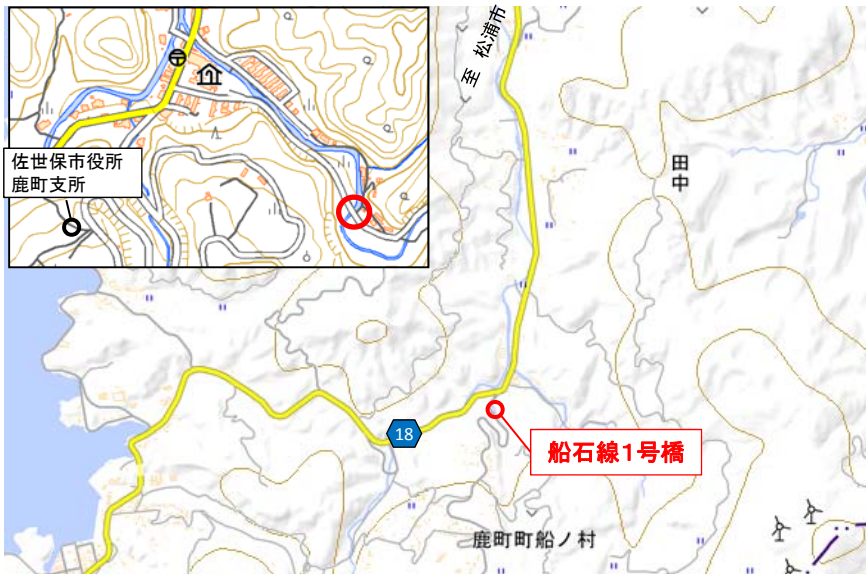 佐世保市役所
鹿町支所
至 松浦市
田中
18
船石線1号橋
鹿町町船ノ村